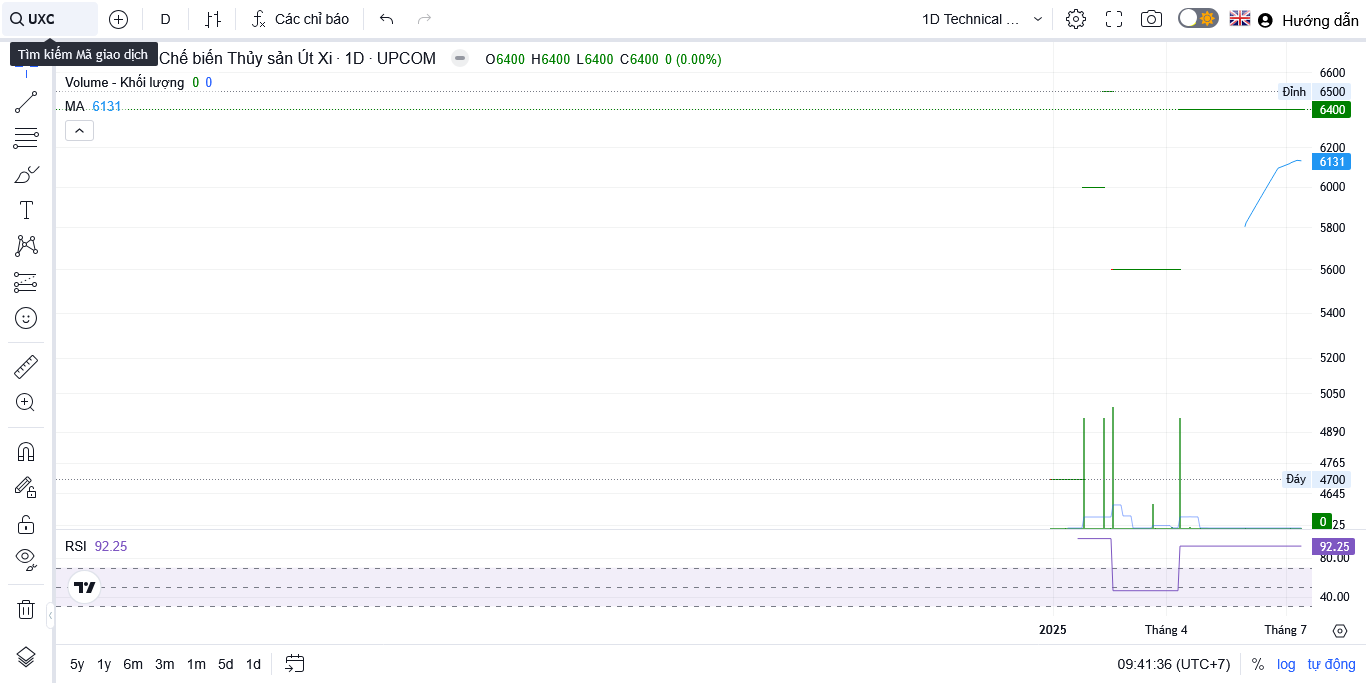 UXC D Các chỉ báo 1D Technical ... Hướng dẫn
Tìm kiếm Mã giao dịch
Chế biến Thủy sản Út Xi · 1D · UPCOM O6400 H6400 L6400 C6400 0 (0.00%)
Volume - Khối lượng 0 0
MA 6131
6600
Đỉnh 6500
6400
6200
6131
6000
5800
5600
5400
5200
5050
4890
4765
Đáy 4700
4645
0 25
RSI 92.25
92.25
80.00
40.00
2025 Tháng 4 Tháng 7
5y 1y 6m 3m 1m 5d 1d 09:41:36 (UTC+7) % log tự động